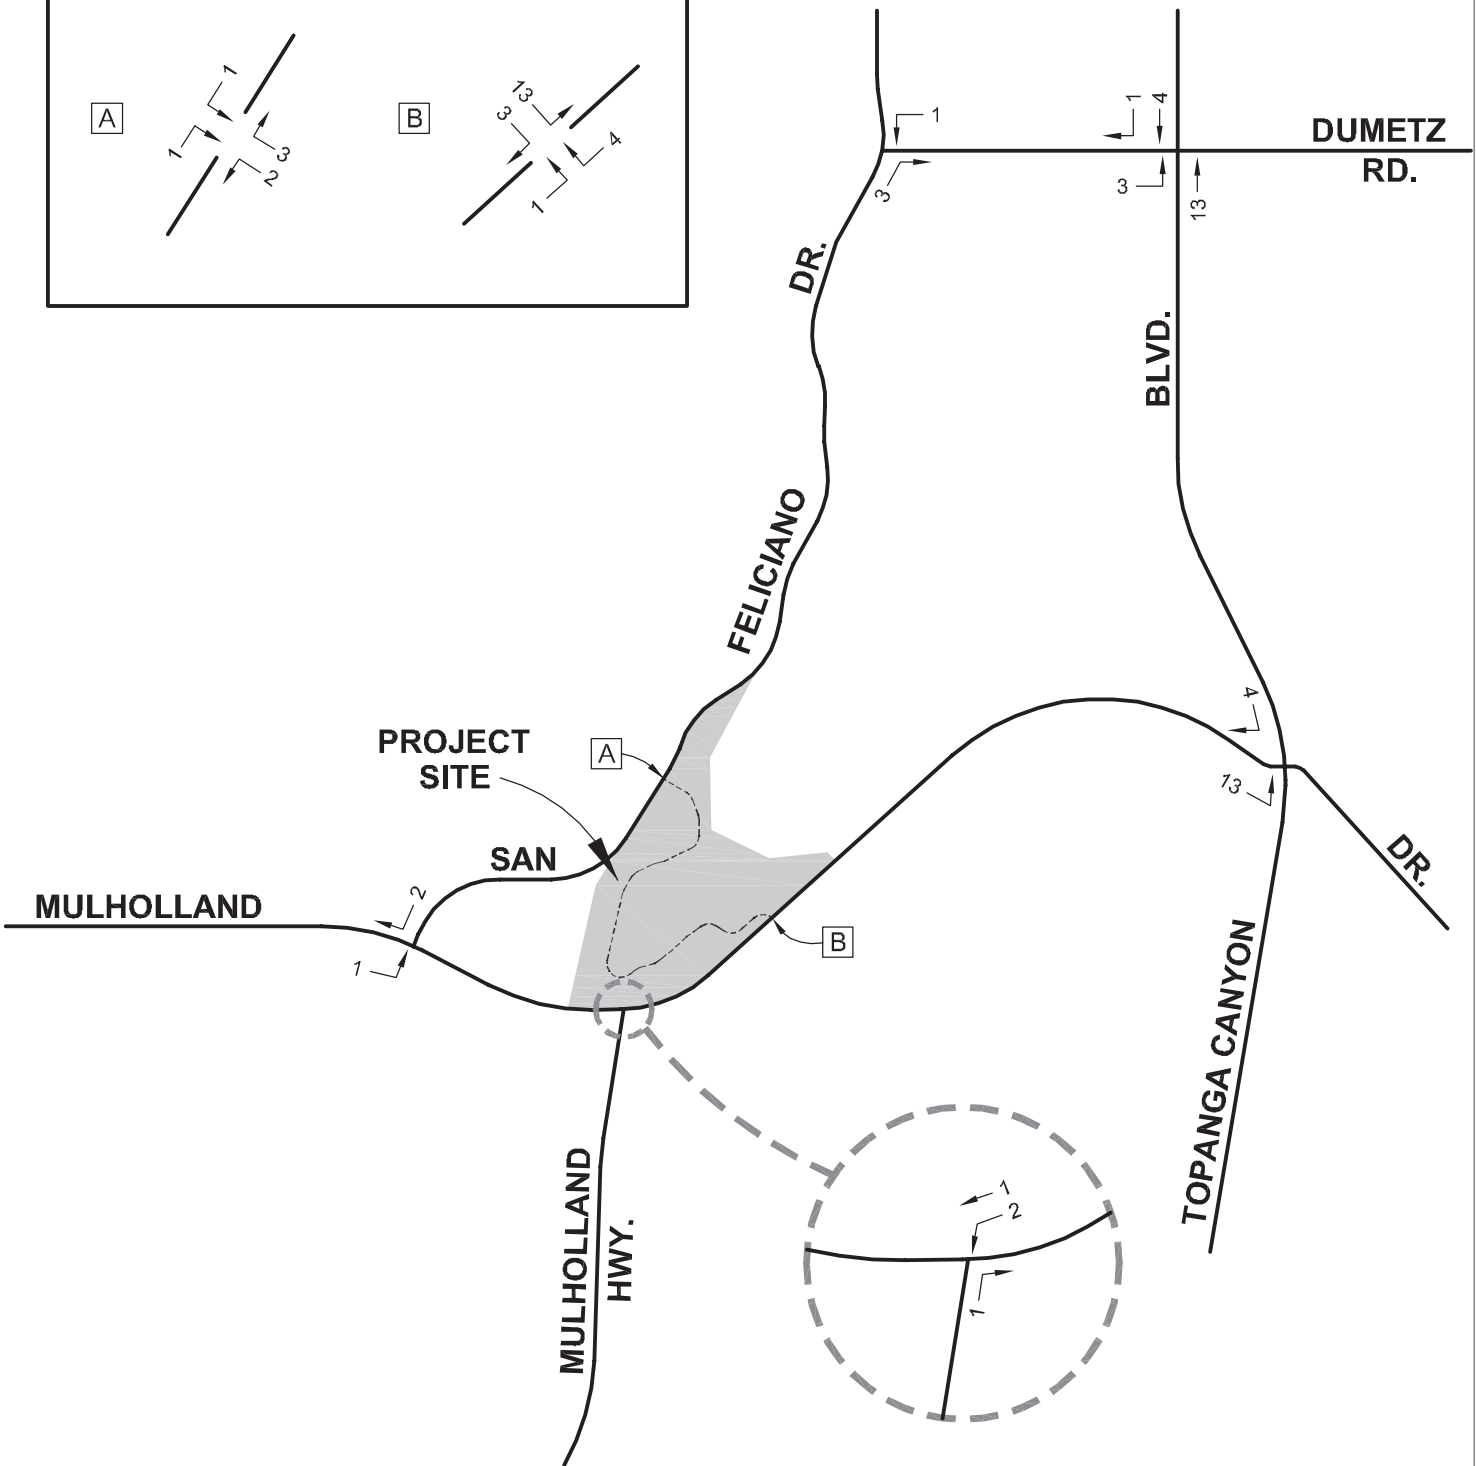 1
4
1
DUMETZ
RD.
3
3
13
A
1
1
3
2
B
13
3
4
1
DR.
BLVD.
FELICIANO
4
PROJECT
SITE
A
13
SAN
DR.
MULHOLLAND
2
1
B
TOPANGA CANYON
MULHOLLAND
HWY.
1
2
1